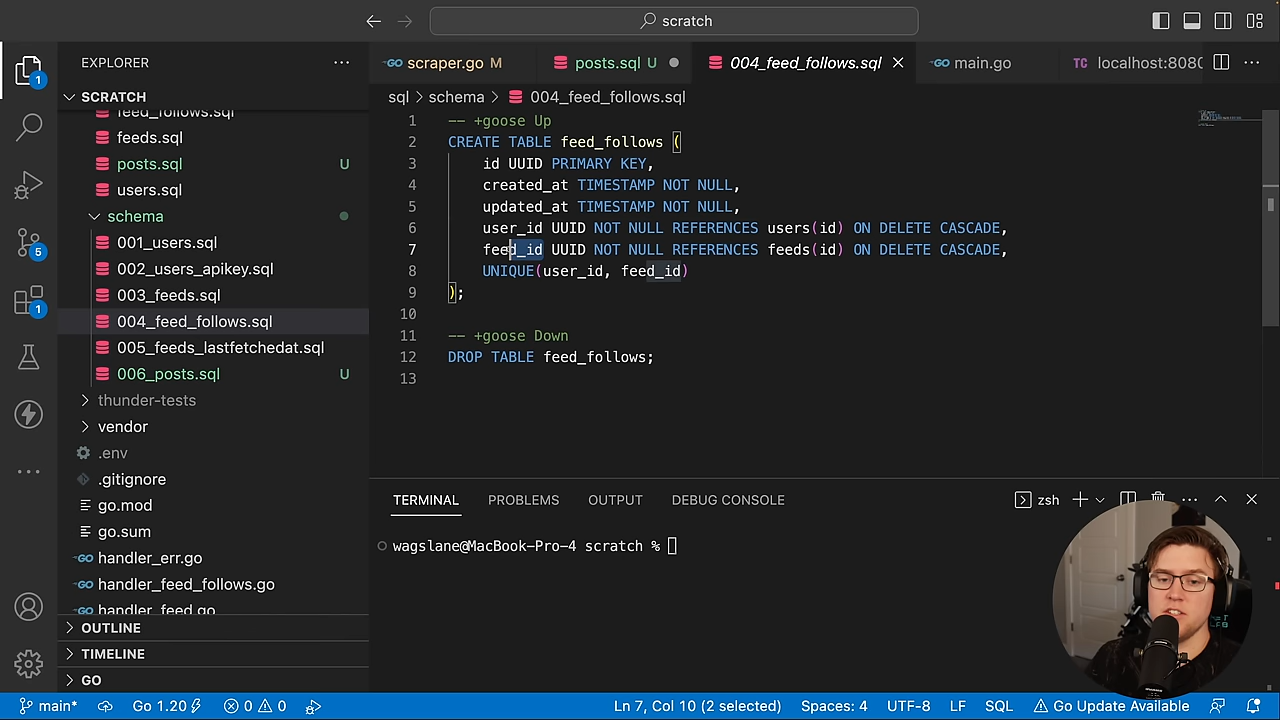 scratch
EXPLORER
SCRATCH
feed_follows.sql
feeds.sql
posts.sql U
users.sql
schema
001_users.sql
002_users_apikey.sql
003_feeds.sql
004_feed_follows.sql
005_feeds_lastfetchedat.sql
006_posts.sql U
thunder-tests
vendor
.env
.gitignore
go.mod
go.sum
handler_err.go
handler_feed_follows.go
handler_feed.go
OUTLINE
TIMELINE
GO
1
5
1
scraper.go M
posts.sql U
004_feed_follows.sql
main.go
TC localhost:8080
sql > schema > 004_feed_follows.sql
1 -- +goose Up
2 CREATE TABLE feed_follows (
3 id UUID PRIMARY KEY,
4 created_at TIMESTAMP NOT NULL,
5 updated_at TIMESTAMP NOT NULL,
6 user_id UUID NOT NULL REFERENCES users(id) ON DELETE CASCADE,
7 feed_id UUID NOT NULL REFERENCES feeds(id) ON DELETE CASCADE,
8 UNIQUE(user_id, feed_id)
9 );
10
11 -- +goose Down
12 DROP TABLE feed_follows;
13
TERMINAL PROBLEMS OUTPUT DEBUG CONSOLE
zsh
wagslane@MacBook-Pro-4 scratch %
main* Go 1.20 0 0 Ln 7, Col 10 (2 selected) Spaces: 4 UTF-8 LF SQL Go Update Available